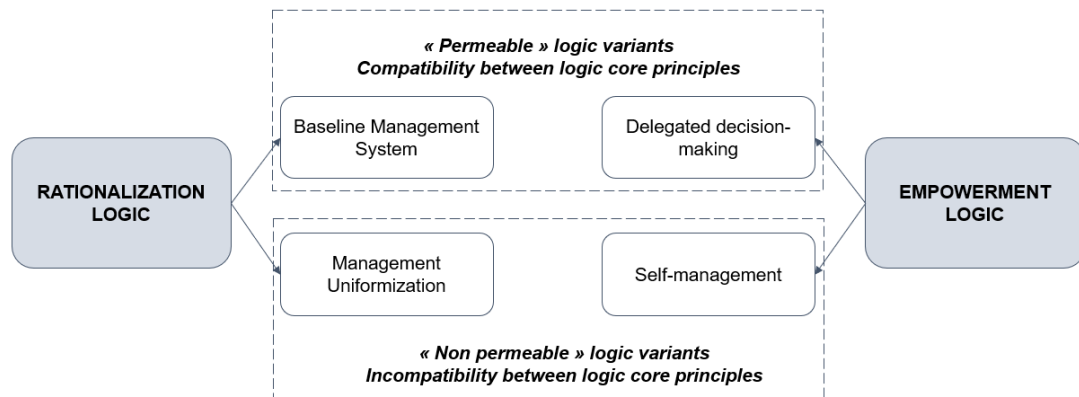 « Permeable » logic variants
Compatibility between logic core principles
Baseline Management
System
Delegated decision-
making
RATIONALIZATION
LOGIC
EMPOWERMENT
LOGIC
Management
Uniformization
Self-management
« Non permeable » logic variants
Incompatibility between logic core principles